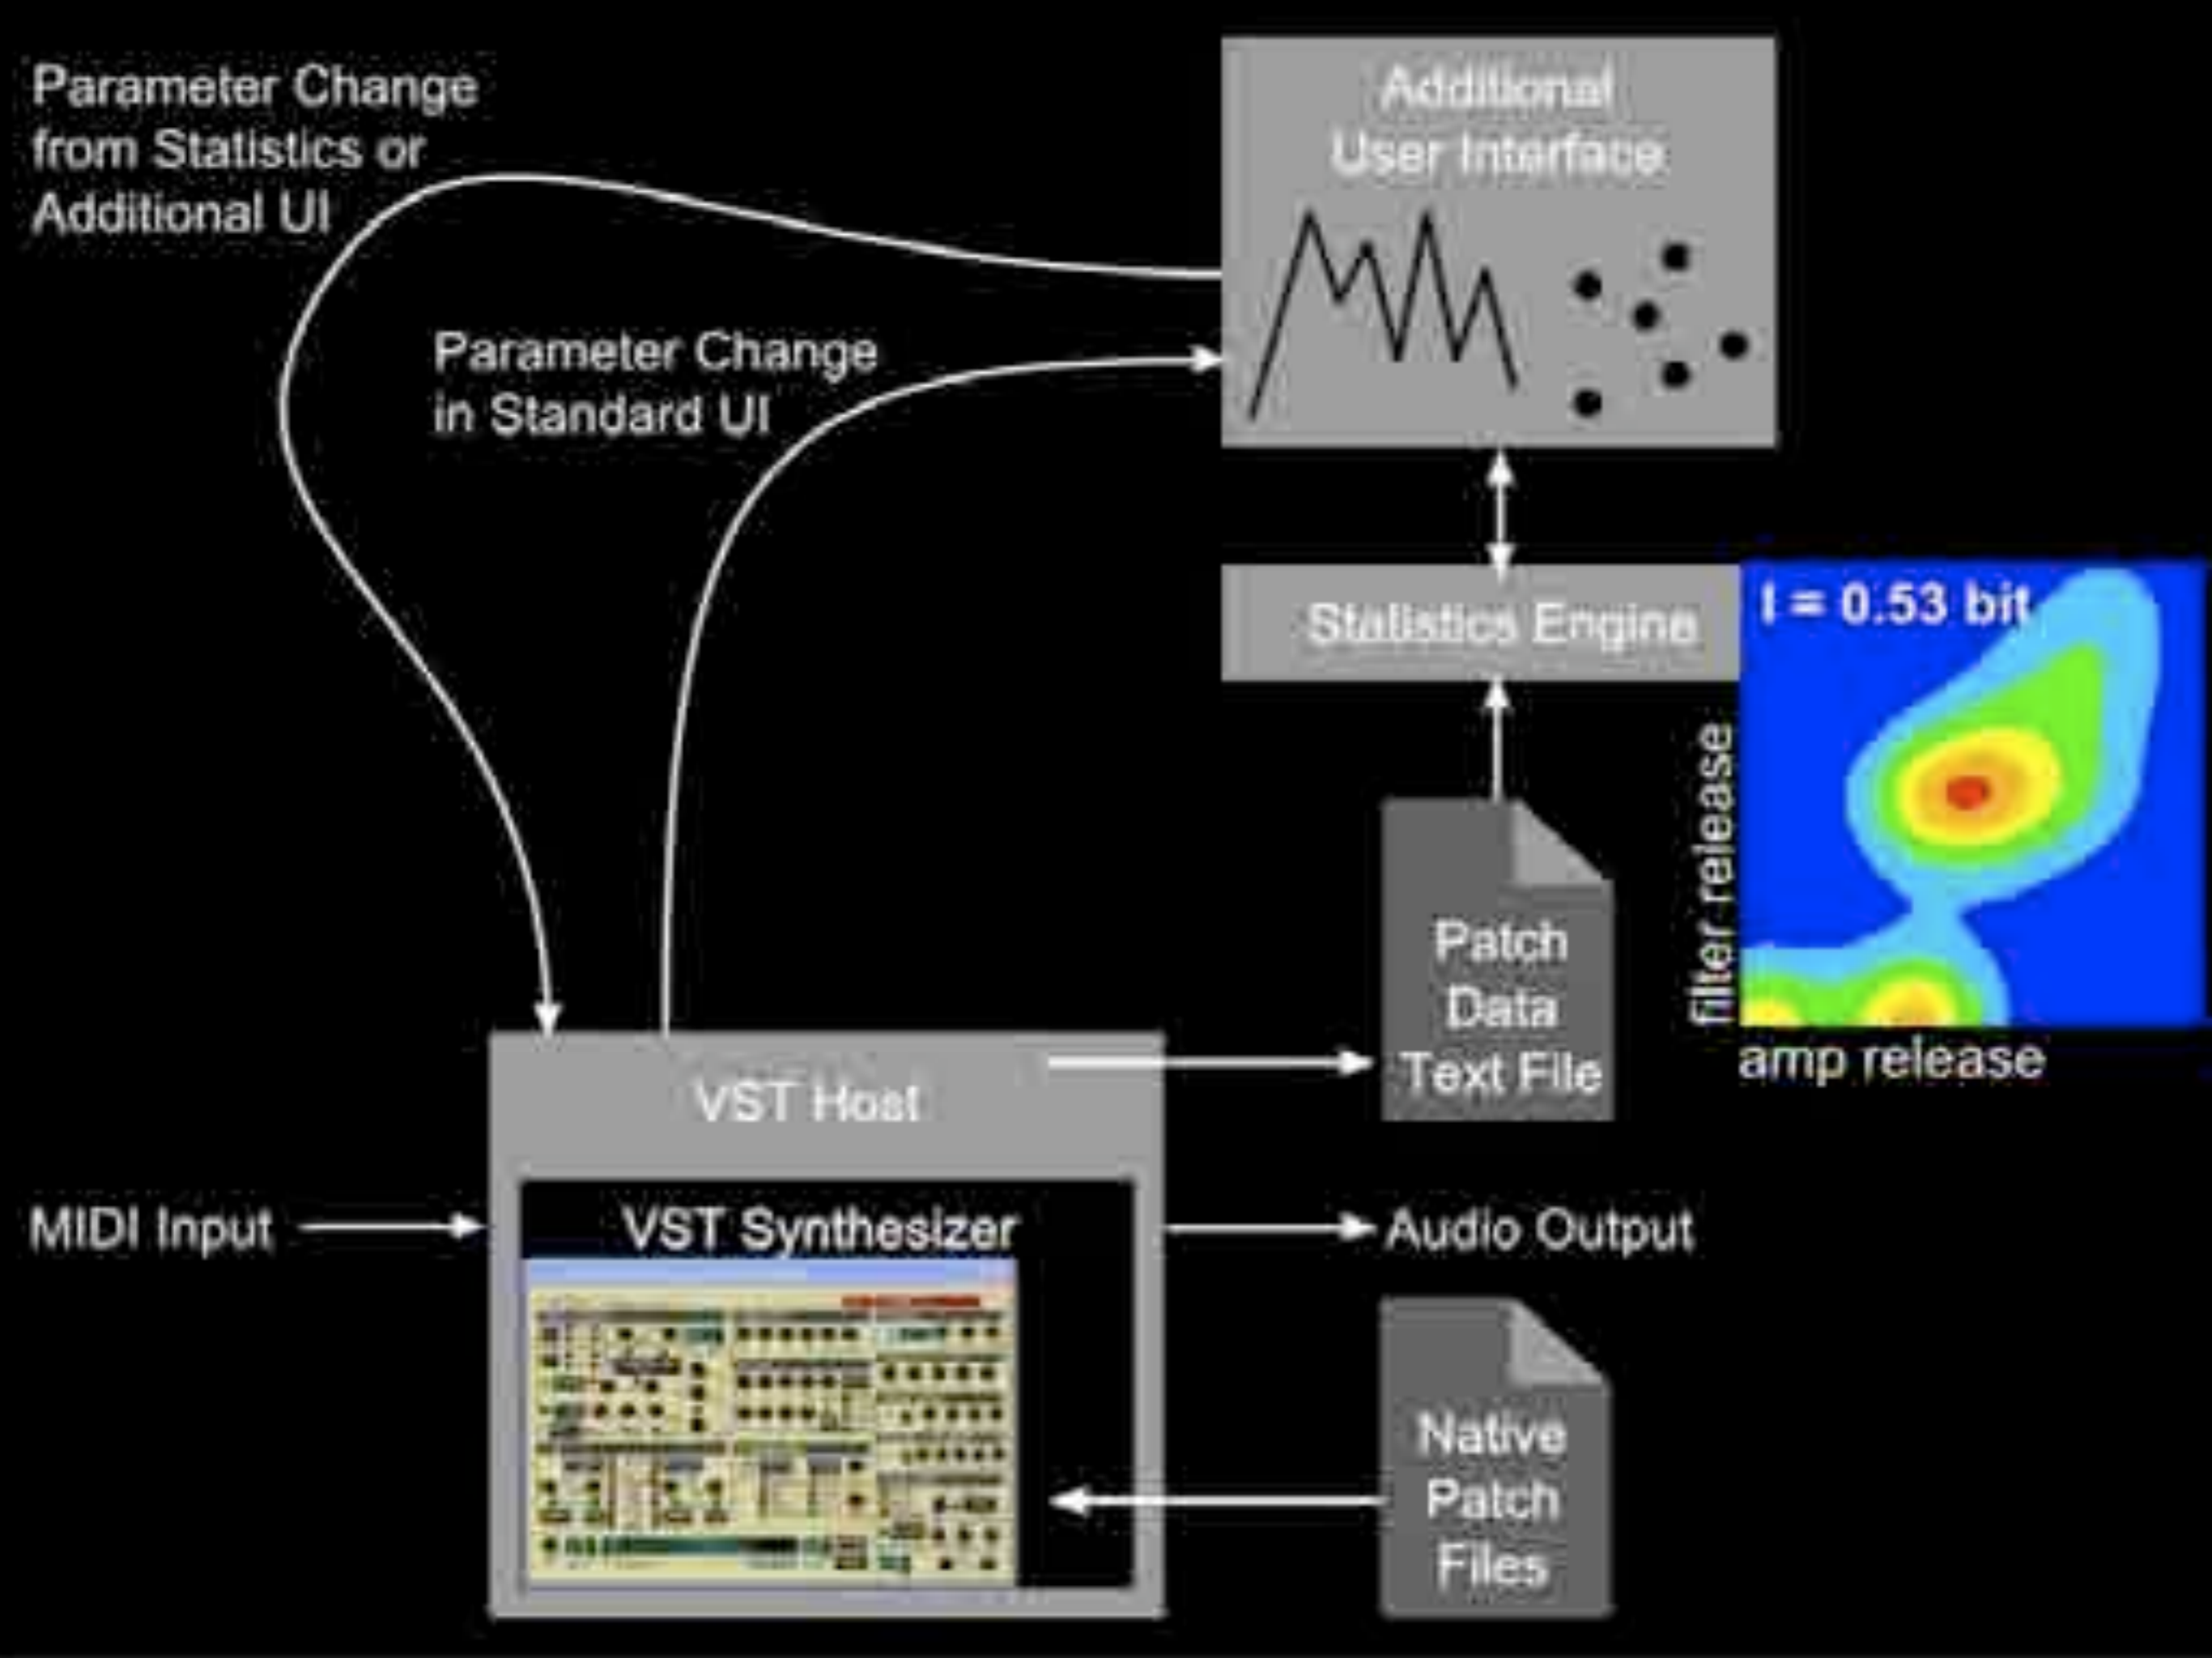 Parameter Change
from Statistics or
Additional UI
Additional
User Interface
Parameter Change
in Standard UI
Statistics Engine
I = 0.53 bit
filter release
amp release
Patch
Data
Text File
VST Host
MIDI Input
VST Synthesizer
Audio Output
Native
Patch
Files